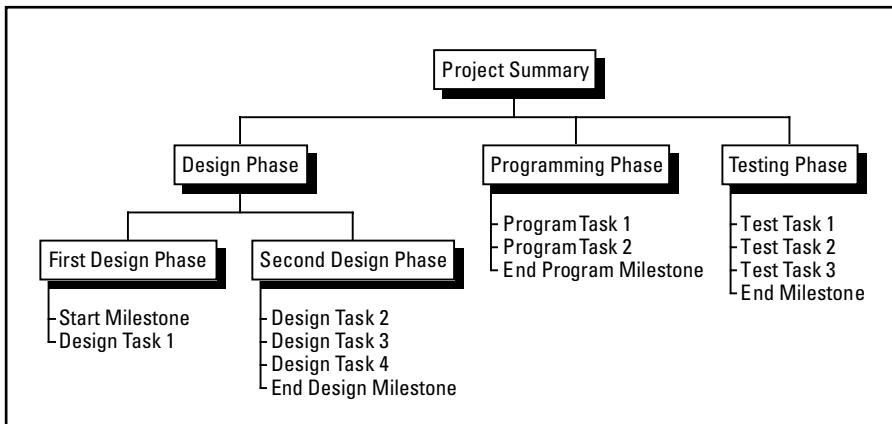 Project Summary
Design Phase
Programming Phase
Testing Phase
First Design Phase
Second Design Phase
Start Milestone
Design Task 1
Design Task 2
Design Task 3
Design Task 4
End Design Milestone
Program Task 1
Program Task 2
End Program Milestone
Test Task 1
Test Task 2
Test Task 3
End Milestone